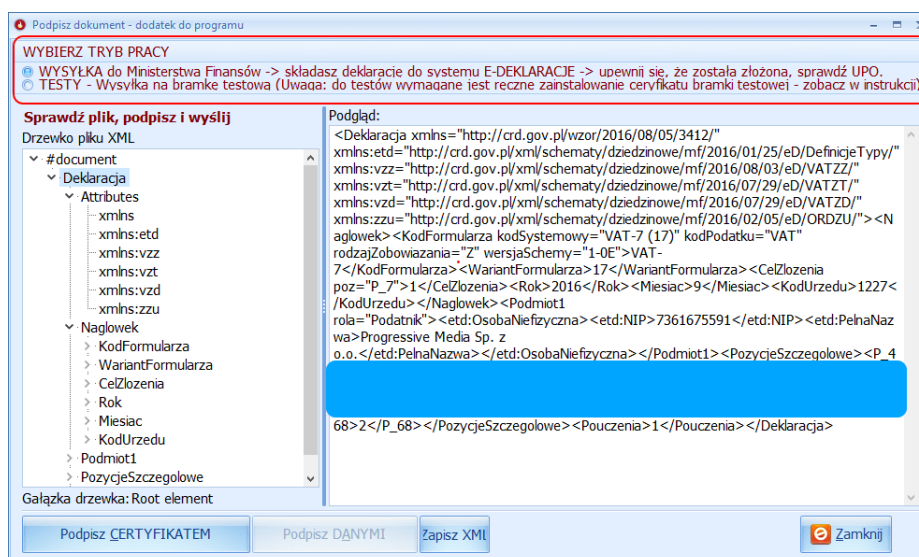 Podpisz dokument - dodatek do programu
WYBIERZ TRYB PRACY
WYSYŁKA do Ministerstwa Finansów -> składasz deklarację do systemu E-DEKLARACJE -> upewnij się, że została złożona, sprawdź UPO.
TESTY - Wysyłka na bramkę testową (Uwaga: do testów wymagane jest ręczne zainstalowanie ceryfikatu bramki testowej - zobacz w instrukcji)
Sprawdź plik, podpisz i wyślij
Drzewko pliku XML
#document
Deklaracja
Attributes
xmlns
xmlns:etd
xmlns:vzz
xmlns:vzt
xmlns:vzd
xmlns:zzu
Naglowek
KodFormularza
WariantFormularza
CelZlozenia
Rok
Miesiac
KodUrzedu
Podmiot1
PozycjeSzczegolowe
Gałązka drzewka: Root element
Podgląd:
<Deklaracja xmlns="http://crd.gov.pl/wzor/2016/08/05/3412/"
xmlns:etd="http://crd.gov.pl/xml/schematy/dziedzinowe/mf/2016/01/25/eD/DefinicjeTypy/"
xmlns:vzz="http://crd.gov.pl/xml/schematy/dziedzinowe/mf/2016/08/03/eD/VATZZ/"
xmlns:vzt="http://crd.gov.pl/xml/schematy/dziedzinowe/mf/2016/07/29/eD/VATZT/"
xmlns:vzd="http://crd.gov.pl/xml/schematy/dziedzinowe/mf/2016/07/29/eD/VATZD/"
xmlns:zzu="http://crd.gov.pl/xml/schematy/dziedzinowe/mf/2016/02/05/eD/ORDZU/"><N
aglowek><KodFormularza kodSystemowy="VAT-7 (17)" kodPodatku="VAT"
rodzajZobowiazania="Z" wersjaSchemy="1-0E">VAT-
7</KodFormularza><WariantFormularza>17</WariantFormularza><CelZlozenia
poz="P_7">1</CelZlozenia><Rok>2016</Rok><Miesiac>9</Miesiac><KodUrzedu>1227<
/KodUrzedu></Naglowek><Podmiot1
rola="Podatnik"><etd:OsobaNiefizyczna><etd:NIP>7361675591</etd:NIP><etd:PelnaNaz
wa>Progressive Media Sp. z
o.o.</etd:PelnaNazwa></etd:OsobaNiefizyczna></Podmiot1><PozycjeSzczegolowe><P_4
68>2</P_68></PozycjeSzczegolowe><Pouczenia>1</Pouczenia></Deklaracja>
Podpisz CERTYFIKATEM
Podpisz DANYMI
Zapisz XML
Zamknij